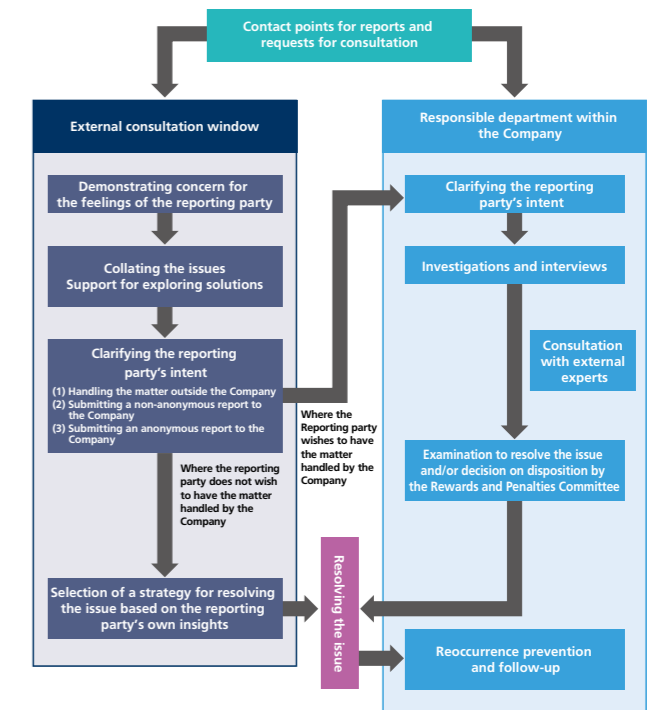 Contact points for reports and
requests for consultation
External consultation window
Demonstrating concern for
the feelings of the reporting party
Collating the issues
Support for exploring solutions
Clarifying the reporting
party's intent
(1) Handling the matter outside the Company
(2) Submitting a non-anonymous report to
the Company
(3) Submitting an anonymous report to the
Company
Where the reporting
party does not wish
to have the matter
handled by the
Company
Where the
Reporting party
wishes to have
the matter
handled by the
Company
Selection of a strategy for resolving
the issue based on the reporting
party's own insights
Responsible department within
the Company
Clarifying the reporting
party's intent
Investigations and interviews
Consultation
with external
experts
Examination to resolve the issue
and/or decision on disposition by
the Rewards and Penalties Committee
Resolving the issue
Reoccurrence prevention
and follow-up